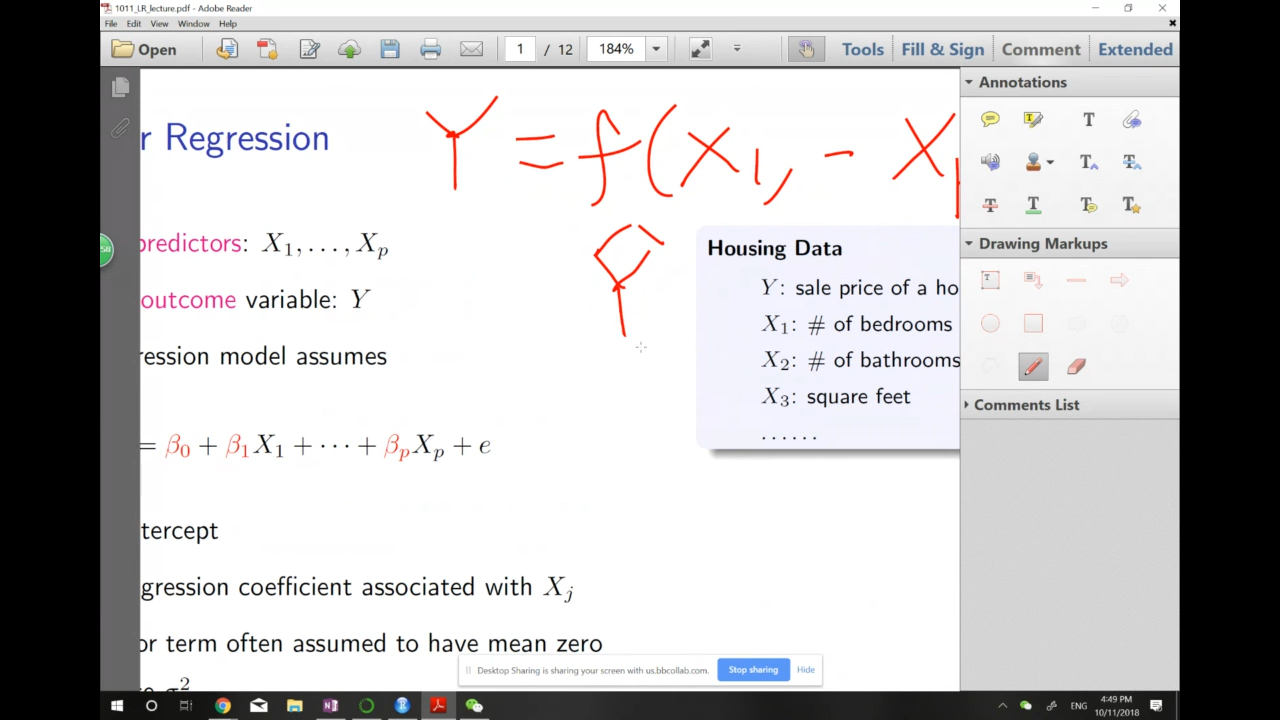 1011_LR_lecture.pdf - Adobe Reader
File Edit View Window Help
Open 1 / 12 184% Tools Fill & Sign Comment Extended
r Regression
Y = f(X1, - Xp
predictors: X1, . . . , Xp
outcome variable: Y
ression model assumes
= β0 + β1X1 + · · · + βpXp + e
tercept
gression coefficient associated with Xj
or term often assumed to have mean zero
σ²
Ŷ
Housing Data
Y: sale price of a ho
X1: # of bedrooms
X2: # of bathrooms
X3: square feet
. . . . . .
Annotations
Drawing Markups
Comments List
Desktop Sharing is sharing your screen with us.bbcollab.com. Stop sharing Hide
ENG
4:49 PM
10/11/2018